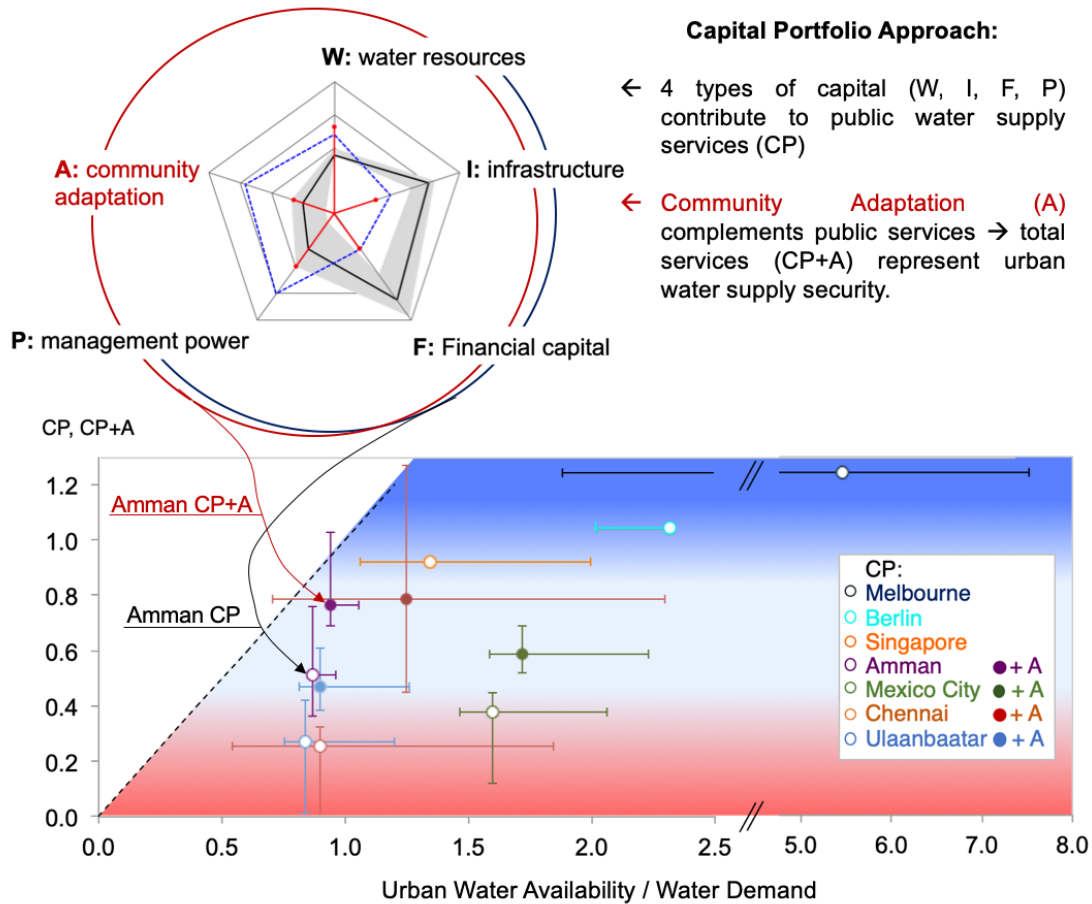 Capital Portfolio Approach:
W: water resources
← 4 types of capital (W, I, F, P)
contribute to public water supply
services (CP)
A: community
adaptation
I: infrastructure
← Community Adaptation (A)
complements public services → total
services (CP+A) represent urban
water supply security.
P: management power
F: Financial capital
CP, CP+A
1.2
Amman CP+A
1.0
0.8
Amman CP
0.6
0.4
0.2
0.0
CP:
Melbourne
Berlin
Singapore
Amman + A
Mexico City + A
Chennai + A
Ulaanbaatar + A
0.0 0.5 1.0 1.5 2.0 2.5 // 5.0 6.0 7.0 8.0
Urban Water Availability / Water Demand